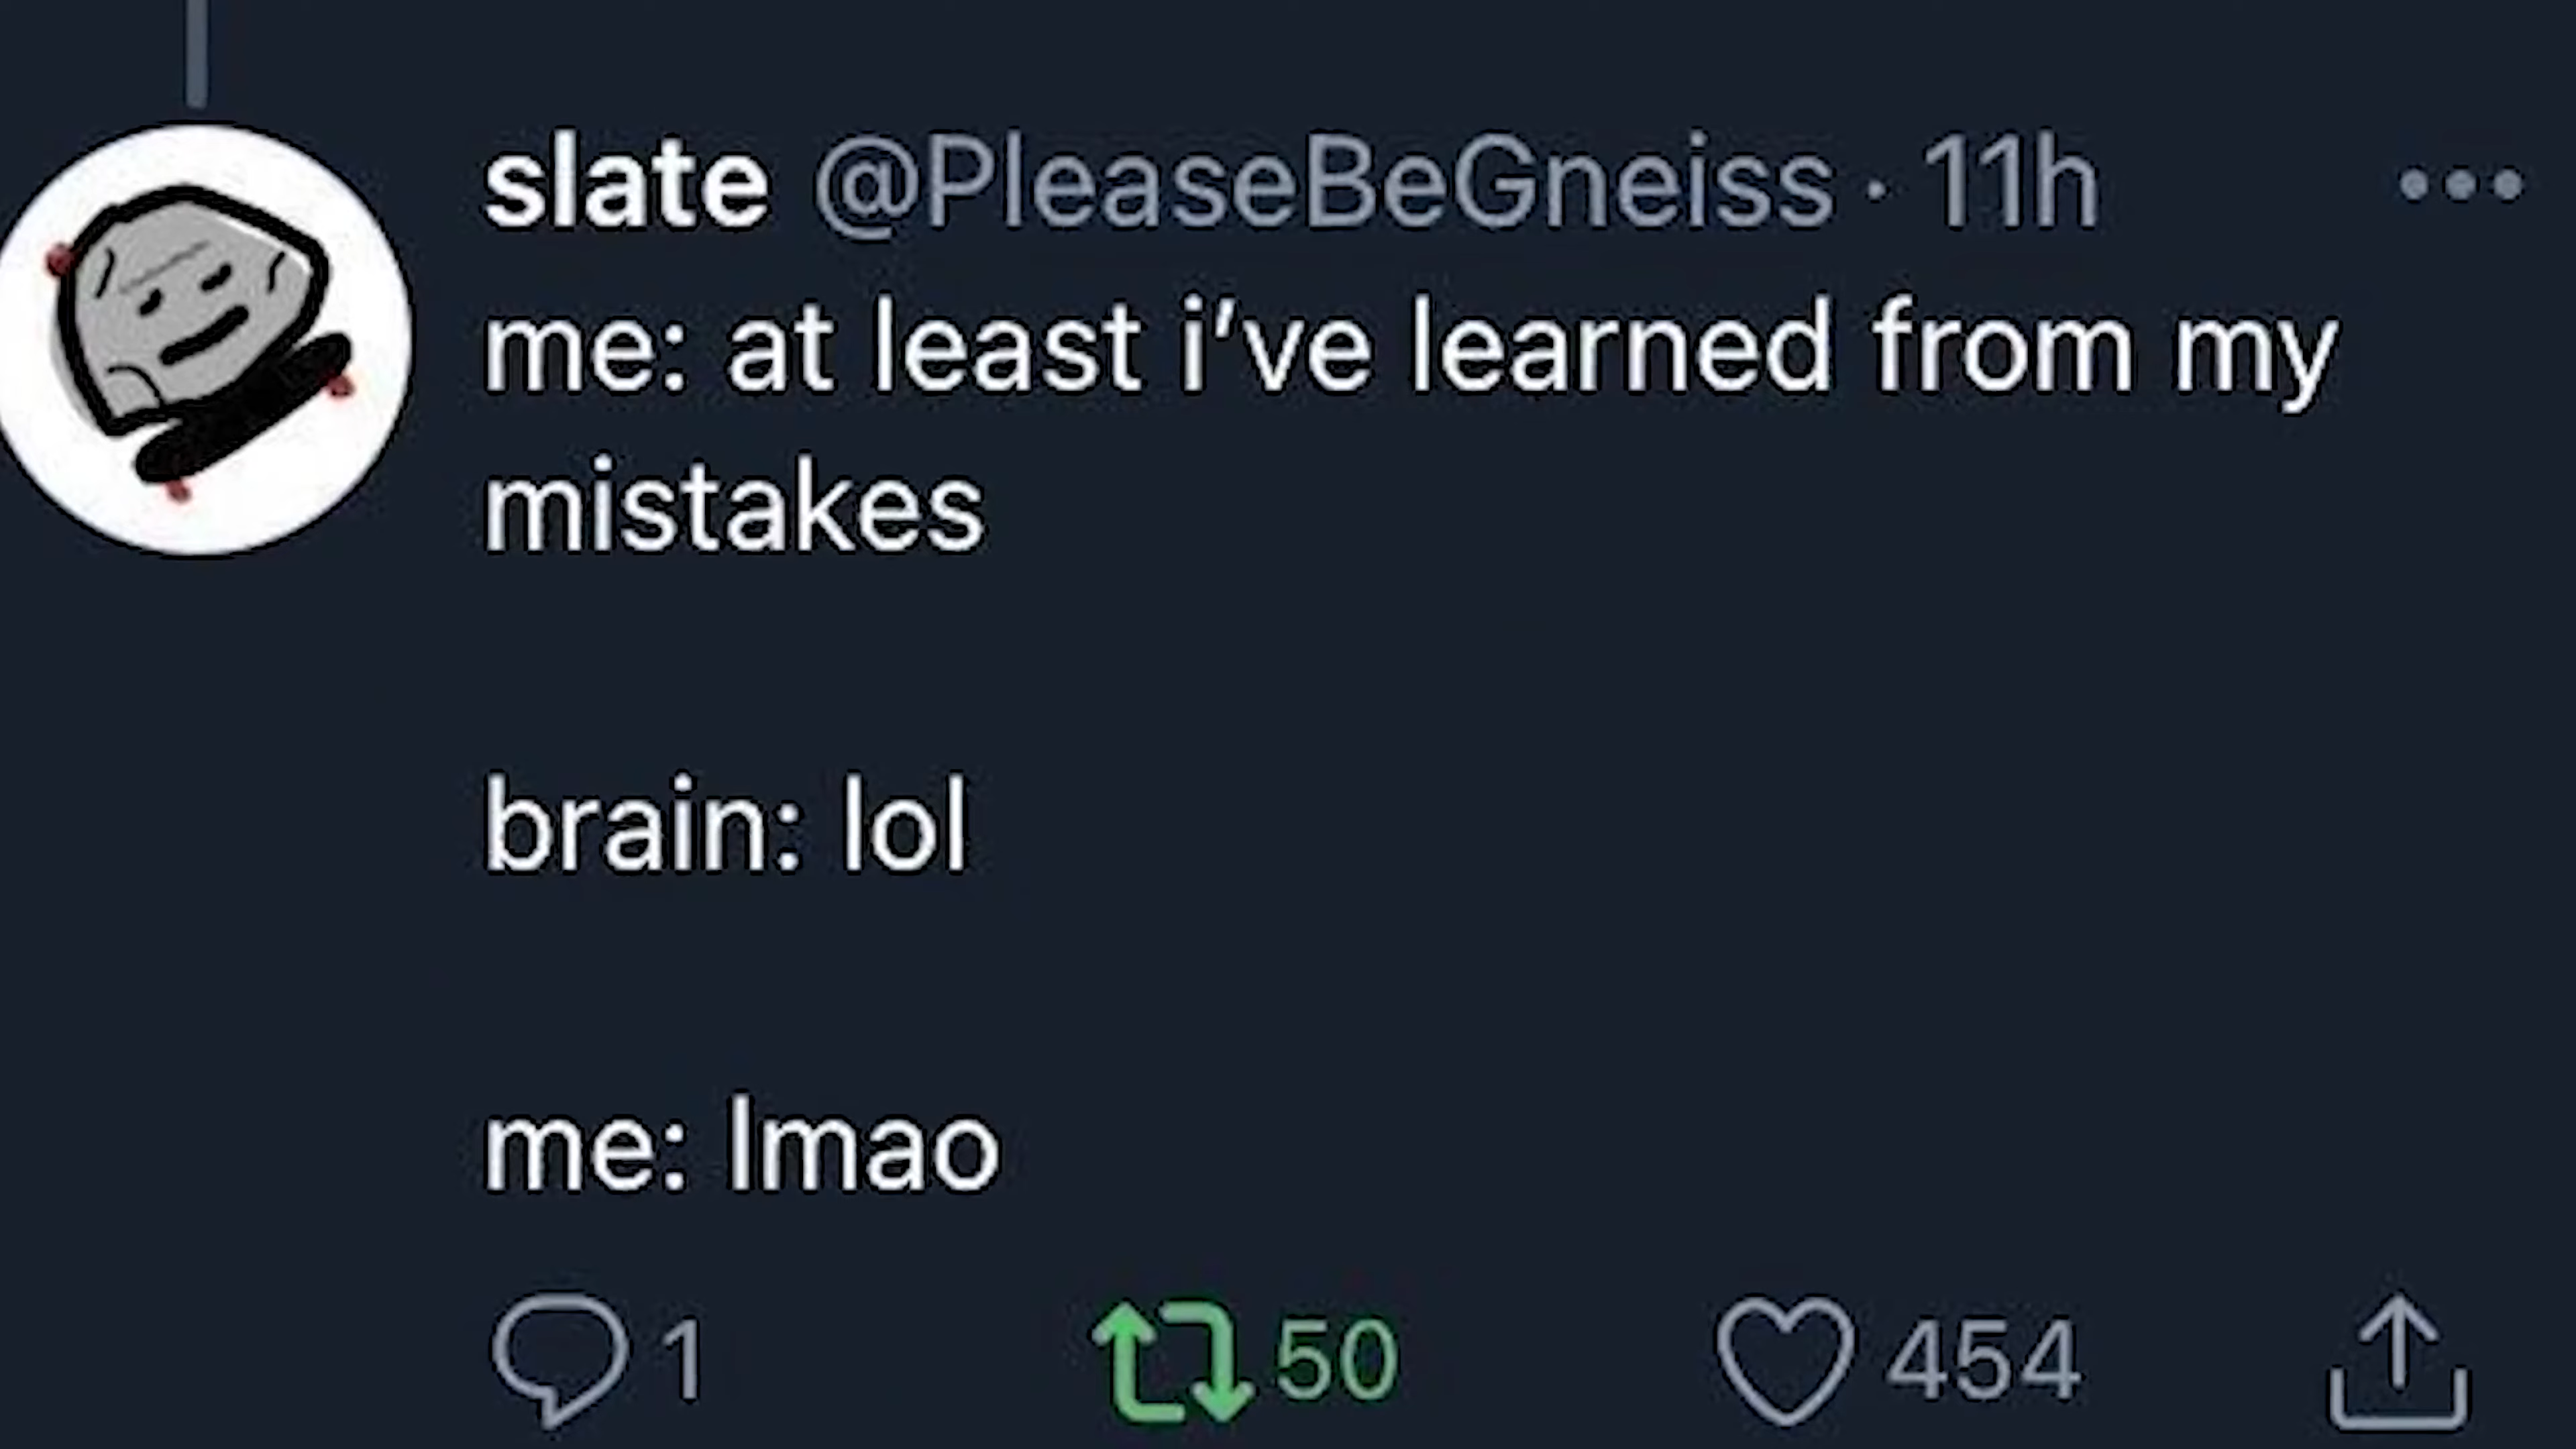 slate @PleaseBeGneiss · 11h
me: at least i’ve learned from my
mistakes
brain: lol
me: lmao
1 50 454